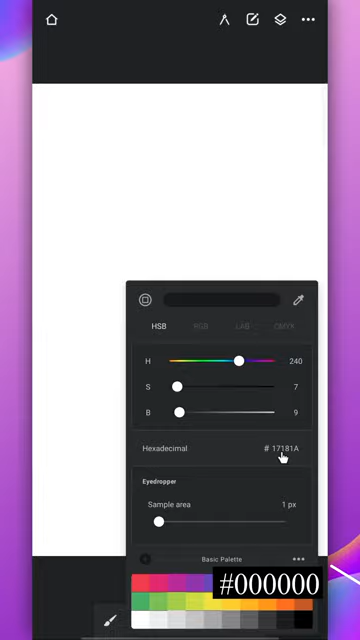 HSB RGB LAB CMYK
H 240
S 7
B 9
Hexadecimal # 17181A
Eyedropper
Sample area 1 px
Basic Palette
#000000